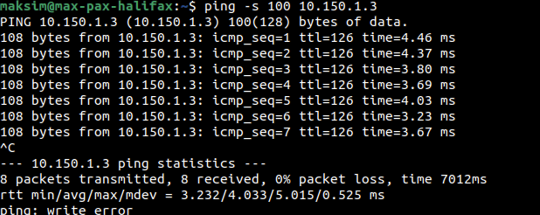 maksim@max-pax-halifax:~$ ping -s 100 10.150.1.3
PING 10.150.1.3 (10.150.1.3) 100(128) bytes of data.
108 bytes from 10.150.1.3: icmp_seq=1 ttl=126 time=4.46 ms
108 bytes from 10.150.1.3: icmp_seq=2 ttl=126 time=4.37 ms
108 bytes from 10.150.1.3: icmp_seq=3 ttl=126 time=3.80 ms
108 bytes from 10.150.1.3: icmp_seq=4 ttl=126 time=3.69 ms
108 bytes from 10.150.1.3: icmp_seq=5 ttl=126 time=4.03 ms
108 bytes from 10.150.1.3: icmp_seq=6 ttl=126 time=3.23 ms
108 bytes from 10.150.1.3: icmp_seq=7 ttl=126 time=3.67 ms
^C
--- 10.150.1.3 ping statistics ---
8 packets transmitted, 8 received, 0% packet loss, time 7012ms
rtt min/avg/max/mdev = 3.232/4.033/5.015/0.525 ms
ping: write error